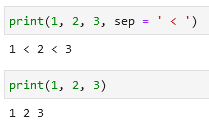 print(1, 2, 3, sep = ' < ')
1 < 2 < 3
print(1, 2, 3)
1 2 3